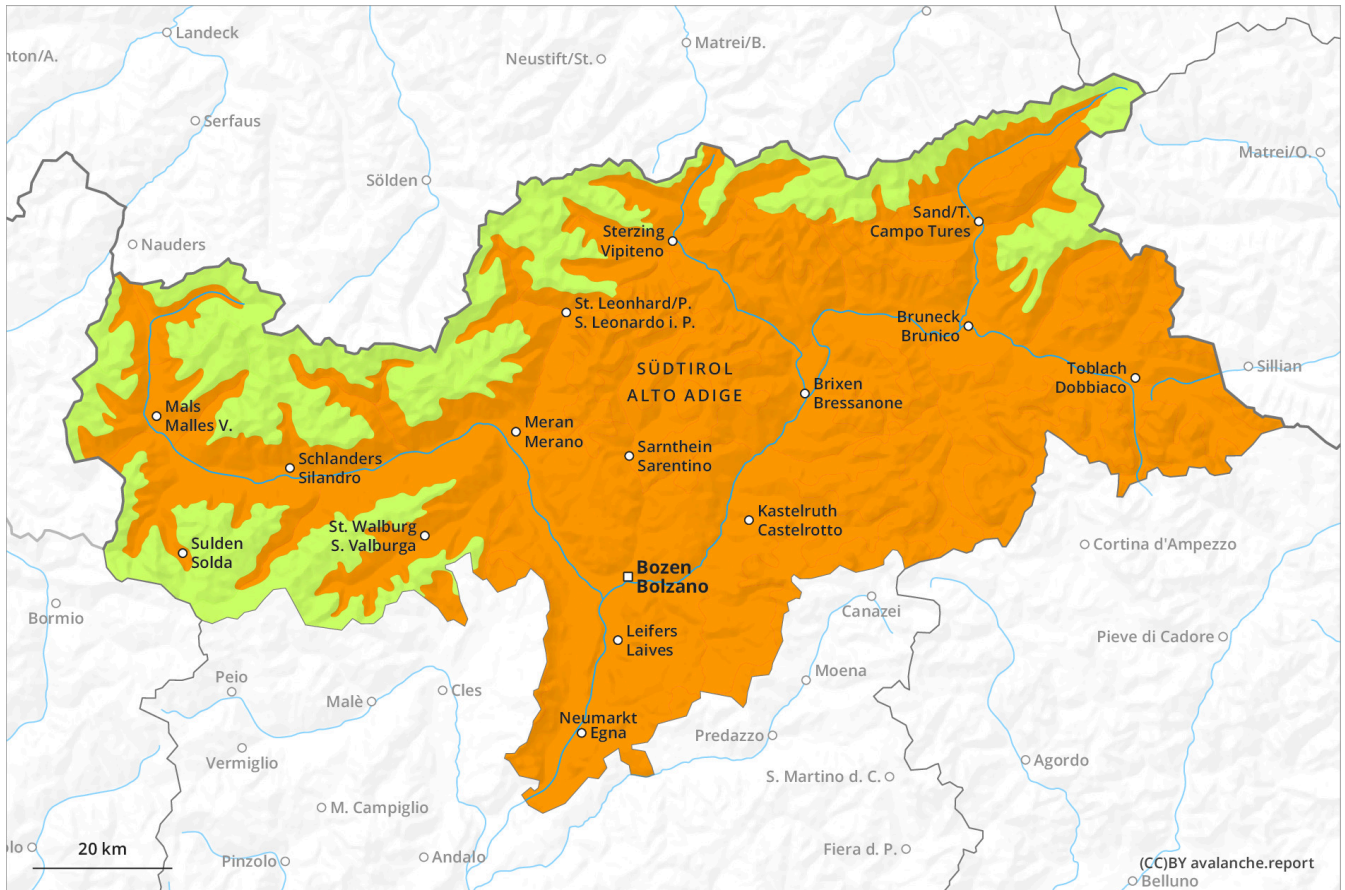 Landeck
Matrei/B.
nton/A.
Neustift/St.
Serfaus
Matrei/O.
Sölden
Sand/T.
Campo Tures
Nauders
Sterzing
Vipiteno
St. Leonhard/P.
S. Leonardo i. P.
Bruneck
Brunico
SÜDTIROL
ALTO ADIGE
Toblach
Dobbiaco
Sillian
Brixen
Bressanone
Mals
Malles V.
Meran
Merano
Sarnthein
Sarentino
Schlanders
Silandro
Kastelruth
Castelrotto
St. Walburg
S. Valburga
Sulden
Solda
Cortina d'Ampezzo
Bozen
Bolzano
Bormio
Canazei
Leifers
Laives
Pieve di Cadore
Peio
Moena
Malè
Cles
Neumarkt
Egna
Predazzo
Vermiglio
Agordo
S. Martino d. C.
M. Campiglio
20 km
lo
Pinzolo
Andalo
Fiera d. P.
(CC)BY avalanche.report
Belluno